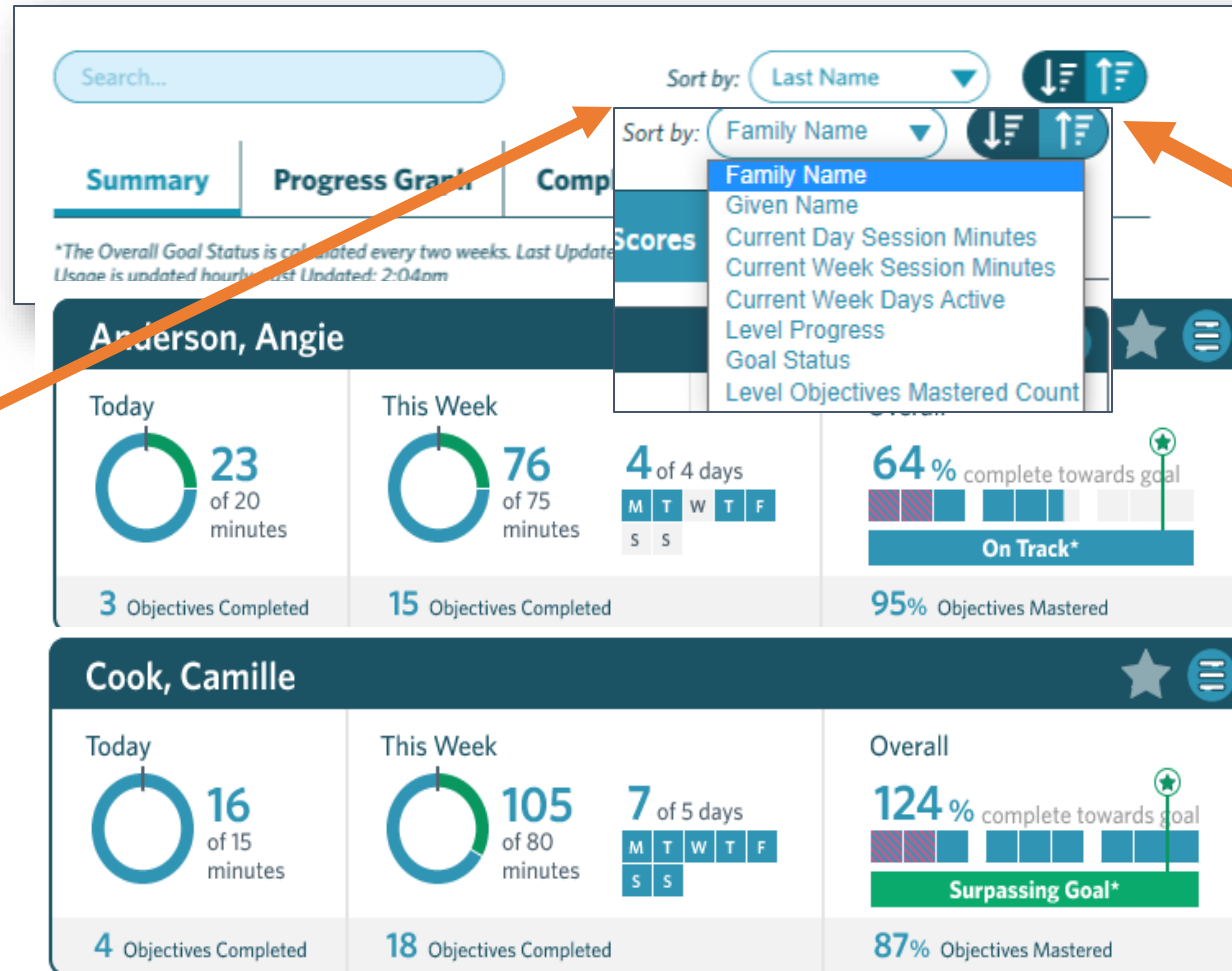 Search...
Sort by: Last Name
Sort by: Family Name
Family Name
Given Name
Current Day Session Minutes
Current Week Session Minutes
Current Week Days Active
Level Progress
Goal Status
Level Objectives Mastered Count
Summary Progress Graph
Scores
*The Overall Goal Status is calculated every two weeks. Last
Usage is updated hourly. Last Updated: 2:04pm
Anderson, Angie
Today
23
of 20
minutes
3 Objectives Completed
This Week
76
of 75
minutes
4 of 4 days
M T W T F
S S
15 Objectives Completed
Overall
64% complete towards goal
On Track*
95% Objectives Mastered
Cook, Camille
Today
16
of 15
minutes
4 Objectives Completed
This Week
105
of 80
minutes
7 of 5 days
M T W T F
S S
18 Objectives Completed
Overall
124% complete towards goal
Surpassing Goal*
87% Objectives Mastered